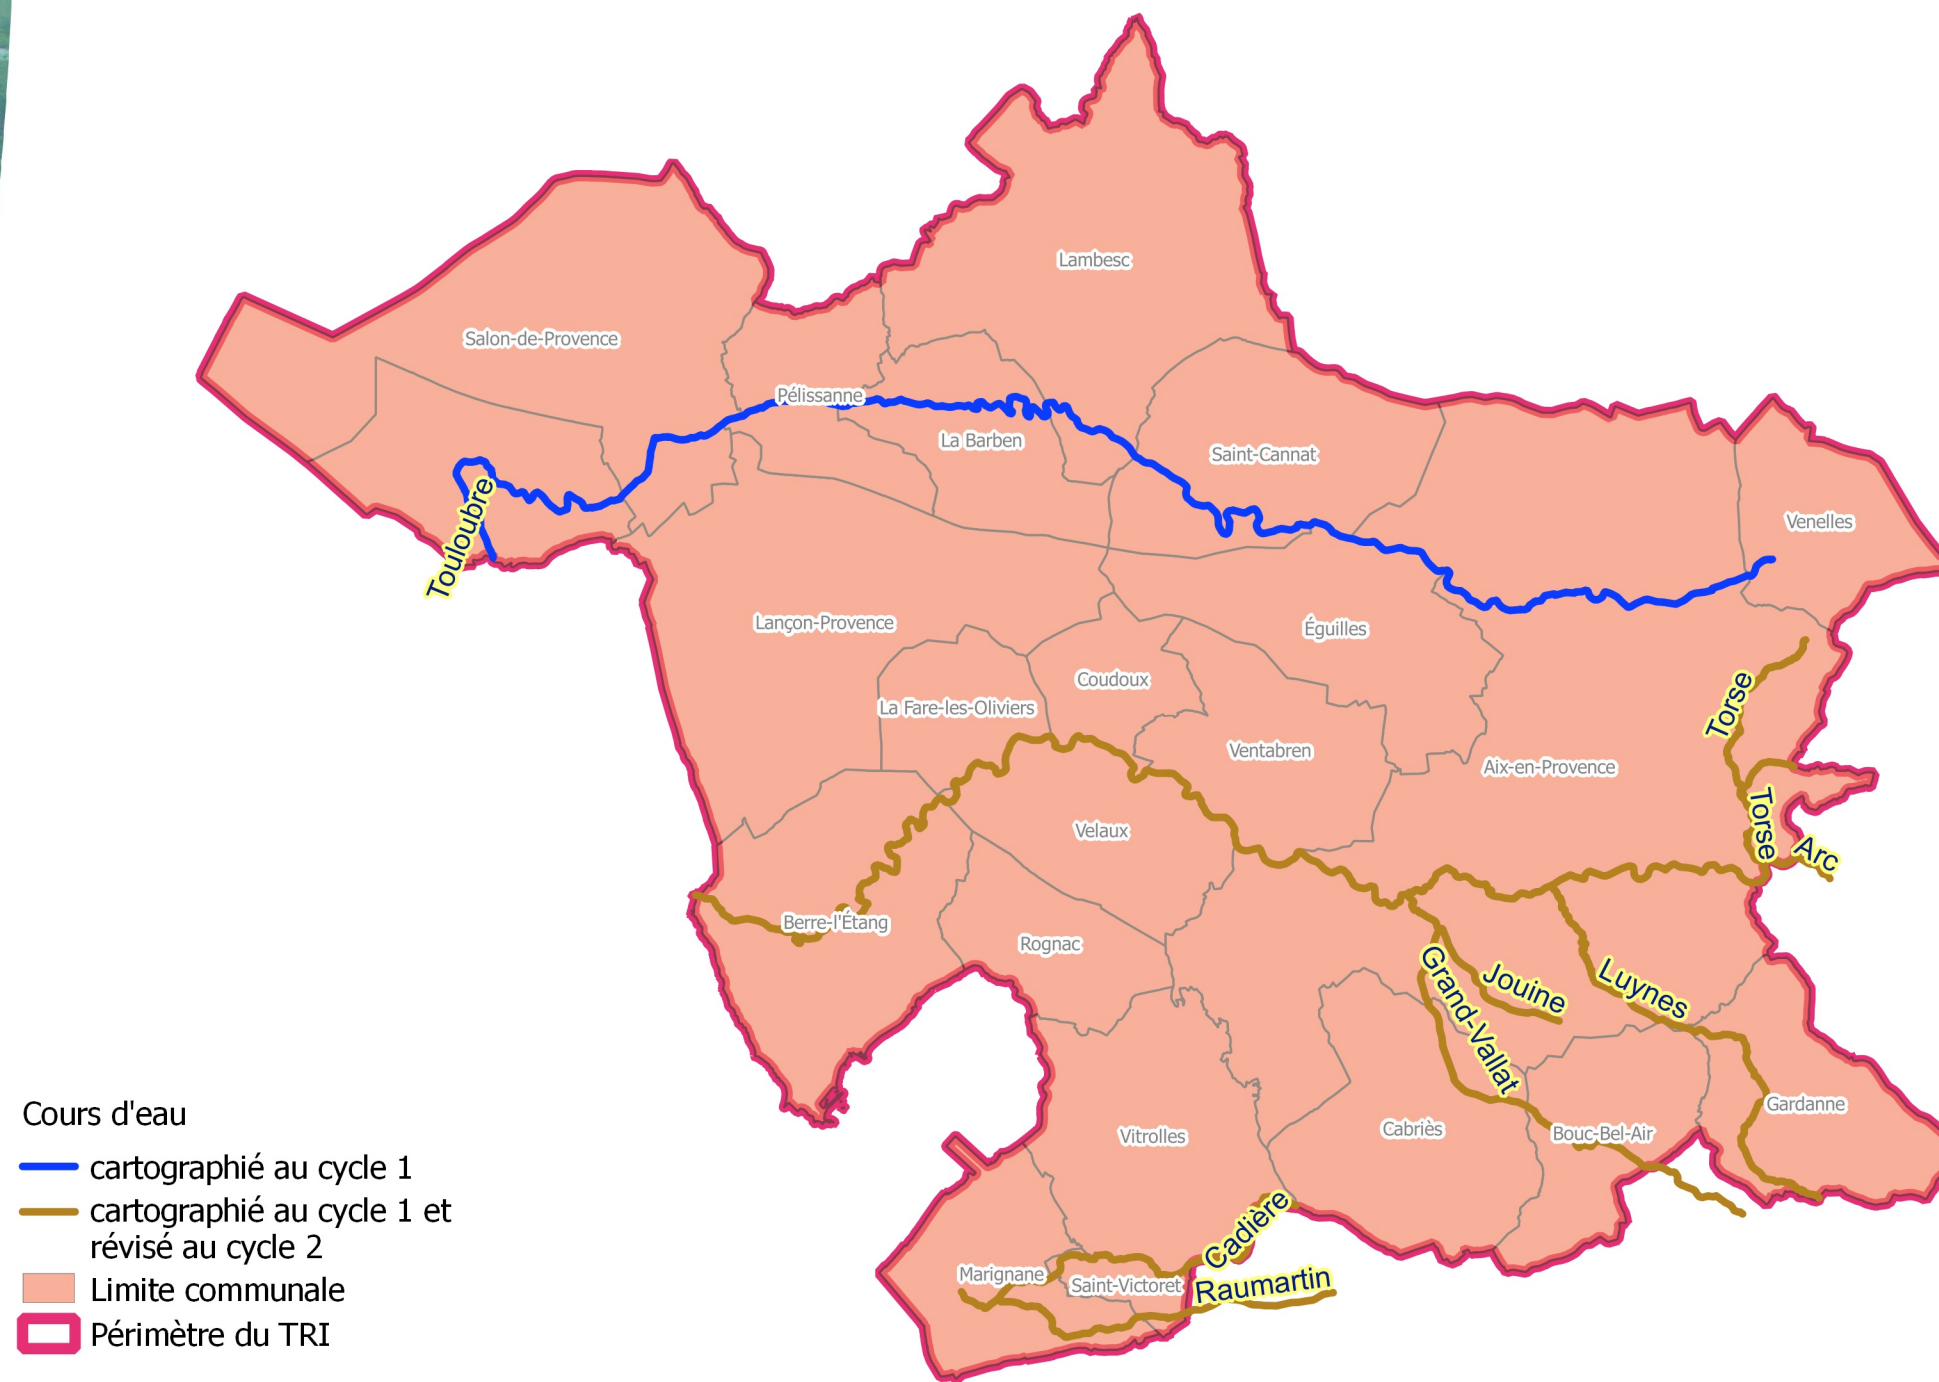 Lambesc
Salon-de-Provence
Pélissanne
La Barben
Saint-Cannat
Venelles
Touloubre
Lançon-Provence
Éguilles
Coudoux
La Fare-les-Oliviers
Torse
Ventabren
Aix-en-Provence
Velaux
Torse
Arc
Berre-l'Étang
Rognac
Grand-Vallat
Jouine
Luynes
Gardanne
Vitrolles
Cabriès
Bouc-Bel-Air
Cadière
Marignane
Saint-Victoret
Raumartin
Cours d'eau
cartographié au cycle 1
cartographié au cycle 1 et
révisé au cycle 2
Limite communale
Périmètre du TRI